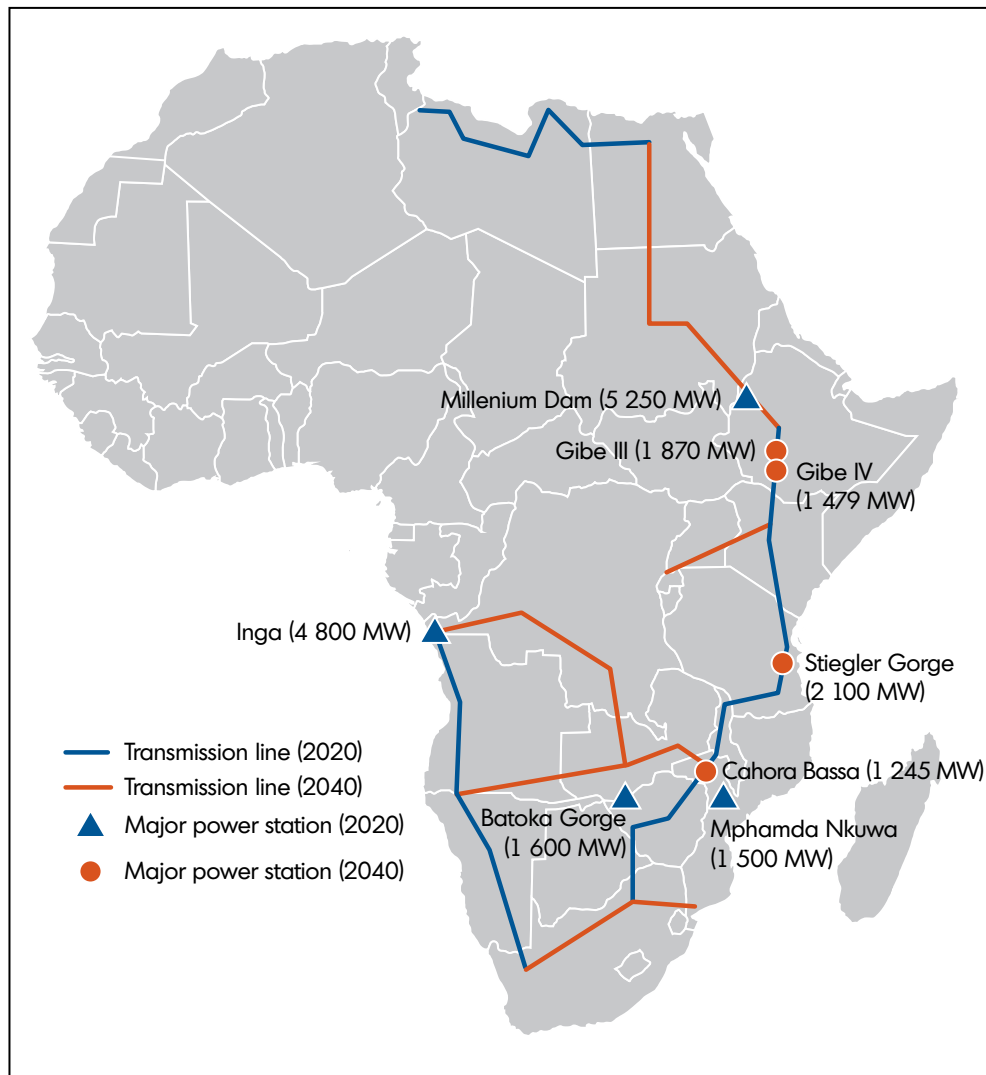 Millenium Dam (5 250 MW)
Gibe III (1 870 MW)
Gibe IV
(1 479 MW)
Inga (4 800 MW)
Stiegler Gorge
(2 100 MW)
Transmission line (2020)
Transmission line (2040)
Major power station (2020)
Major power station (2040)
Cahora Bassa (1 245 MW)
Batoka Gorge
(1 600 MW)
Mphamda Nkuwa
(1 500 MW)